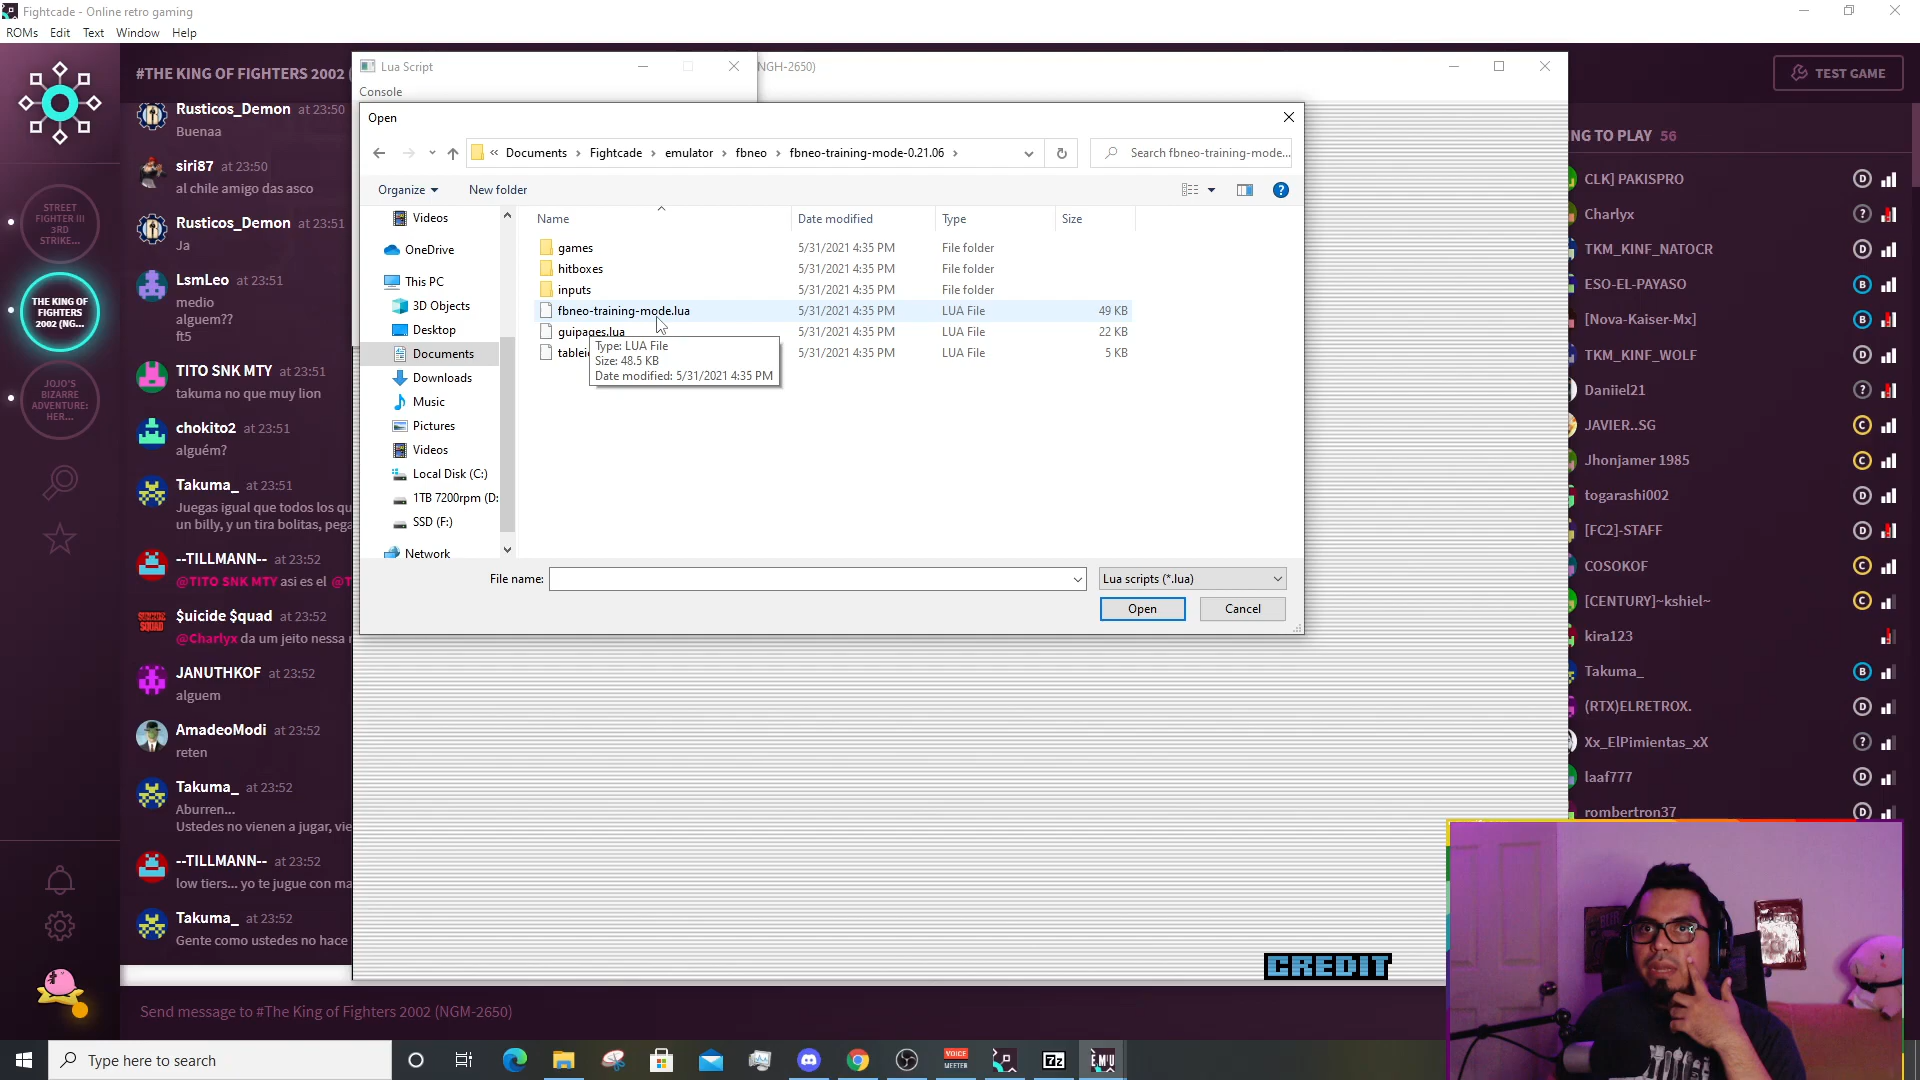 Fightcade - Online retro gaming
ROMs Edit Text Window Help
#THE KING OF FIGHTERS 2002 (
STREET FIGHTER III 3RD STRIKE...
THE KING OF FIGHTERS 2002 (NG...
JOJO'S BIZARRE ADVENTURE: HER...
Rusticos_Demon at 23:50
Buenaa
siri87 at 23:50
al chile amigo das asco
Rusticos_Demon at 23:51
Ja
LsmLeo at 23:51
medio
alguem??
ft5
TITO SNK MTY at 23:51
takuma no que muy lion
chokito2 at 23:51
alguém?
Takuma_ at 23:51
Juegas igual que todos los qu
un billy, y un tira bolitas, pega
--TILLMANN-- at 23:52
@TITO SNK MTY asi es el @T
$uicide $quad at 23:52
@Charlyx da um jeito nessa
JANUTHKOF at 23:52
alguem
AmadeoModi at 23:52
reten
Takuma_ at 23:52
Aburren...
Ustedes no vienen a jugar, vie
--TILLMANN-- at 23:52
low tiers... yo te jugue con ma
Takuma_ at 23:52
Gente como ustedes no hace
Send message to #The King of Fighters 2002 (NGM-2650)
Lua Script
NGH-2650)
Console
Open
« Documents › Fightcade › emulator › fbneo › fbneo-training-mode-0.21.06 ›
Search fbneo-training-mode...
Organize New folder
Videos
OneDrive
This PC
3D Objects
Desktop
Documents
Downloads
Music
Pictures
Videos
Local Disk (C:)
1TB 7200rpm (D:
SSD (F:)
Network
Name Date modified Type Size
games 5/31/2021 4:35 PM File folder
hitboxes 5/31/2021 4:35 PM File folder
inputs 5/31/2021 4:35 PM File folder
fbneo-training-mode.lua 5/31/2021 4:35 PM LUA File 49 KB
guipages.lua 5/31/2021 4:35 PM LUA File 22 KB
5/31/2021 4:35 PM LUA File 5 KB
Type: LUA File
Size: 48.5 KB
Date modified: 5/31/2021 4:35 PM
File name: Lua scripts (*.lua)
Open Cancel
CREDIT
TEST GAME
NG TO PLAY 56
CLK] PAKISPRO D
Charlyx ?
TKM_KINF_NATOCR D
ESO-EL-PAYASO B
[Nova-Kaiser-Mx] B
TKM_KINF_WOLF D
Daniiel21 ?
JAVIER..SG C
Jhonjamer 1985 C
togarashi002 D
[FC2]-STAFF D
COSOKOF C
[CENTURY]~kshiel~ C
kira123
Takuma_ B
(RTX)ELRETROX. D
Xx_ElPimientas_xX ?
laaf777 D
rombertron37 D
Type here to search
VOICE MEETER
7z
EMU